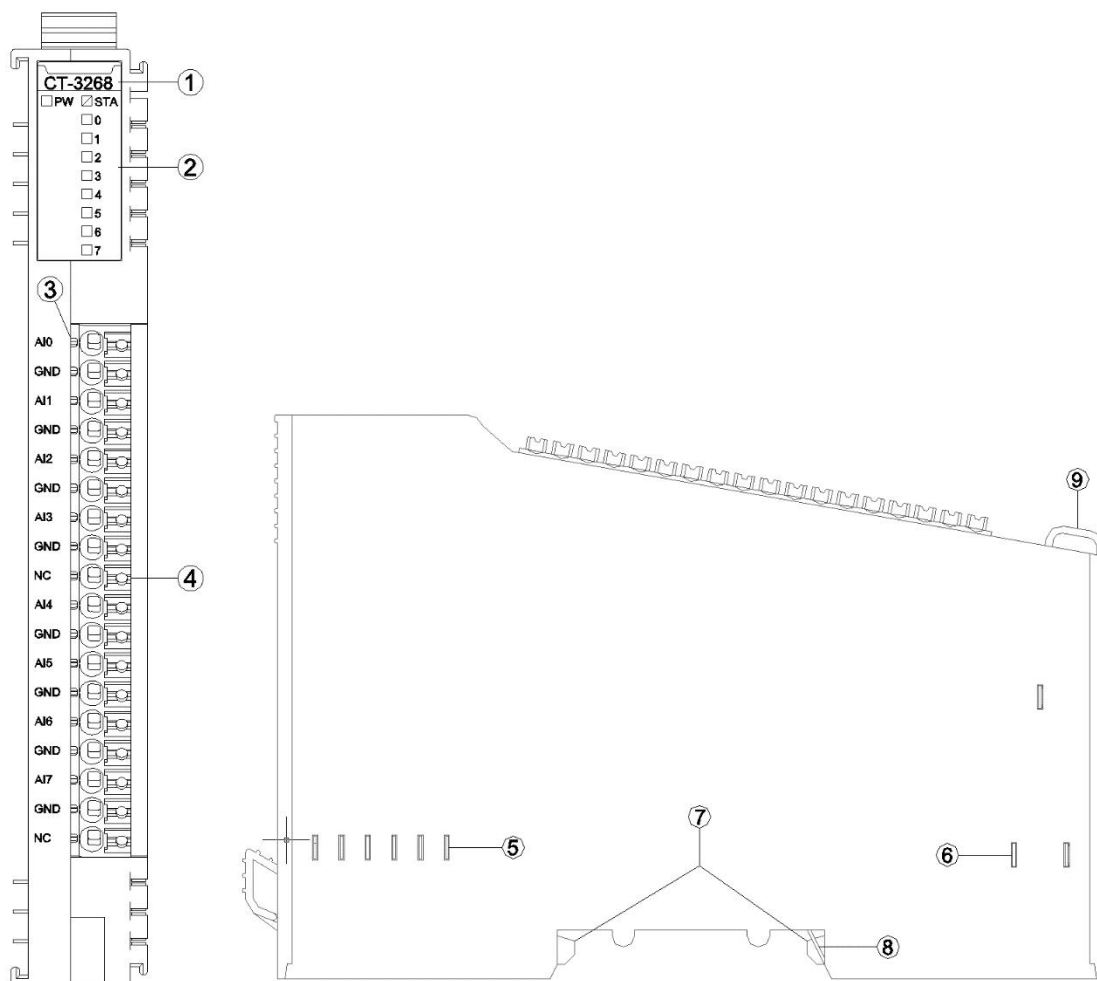 CT-3268
①
PW STA
0
1
2
②
3
4
5
6
7
③
AI0
GND
AI1
GND
AI2
GND
AI3
GND
NC
④
AI4
GND
AI5
GND
AI6
GND
AI7
GND
NC
⑨
⑦
⑤
⑥
⑧